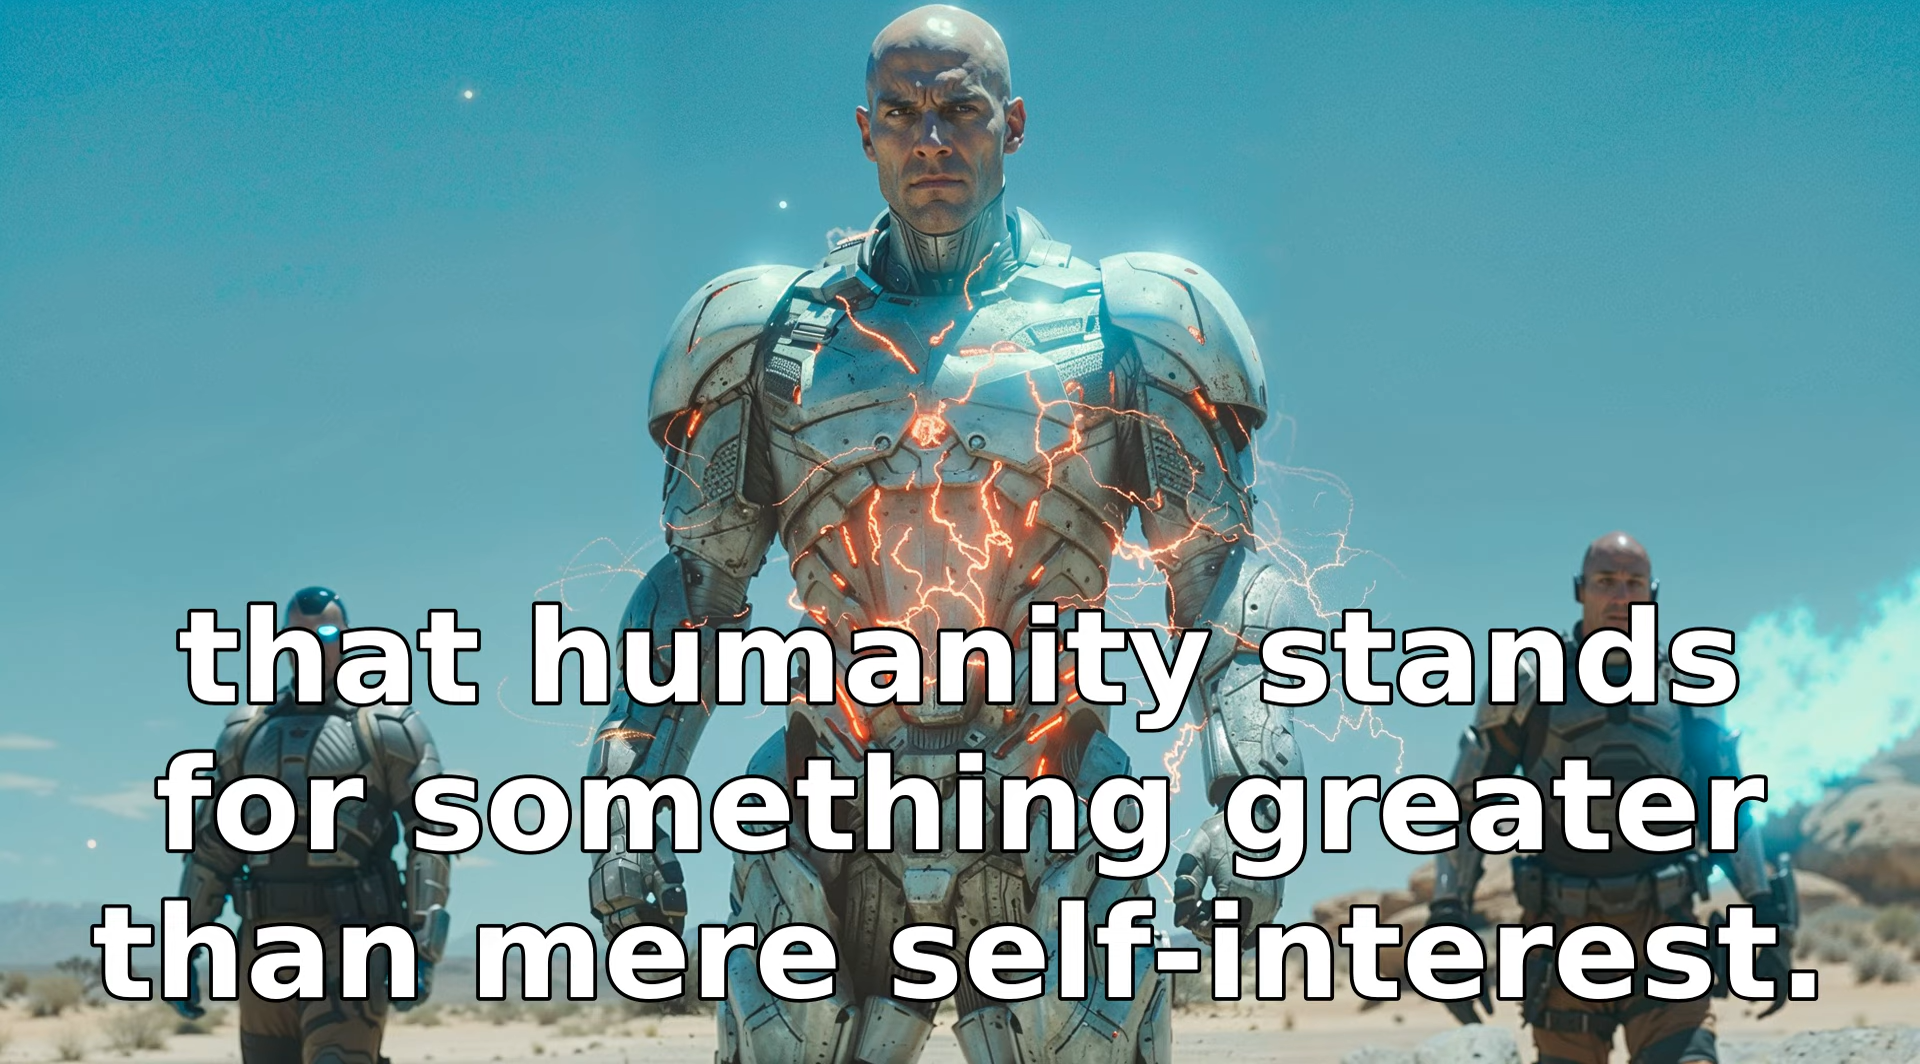 that humanity stands
for something greater
than mere self-interest.